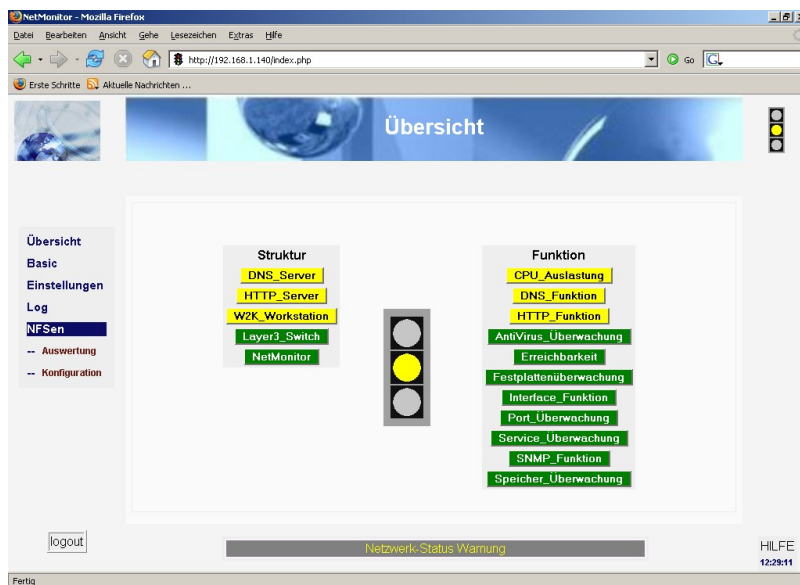 NetMonitor - Mozilla Firefox
Datei Bearbeiten Ansicht Gehe Lesezeichen Extras Hilfe
http://192.168.1.140/index.php
Go
G
Erste Schritte Aktuelle Nachrichten ...
Übersicht
Übersicht
Basic
Einstellungen
Log
NFSen
-- Auswertung
-- Konfiguration
Struktur
DNS_Server
HTTP_Server
W2K_Workstation
Layer3_Switch
NetMonitor
Funktion
CPU_Auslastung
DNS_Funktion
HTTP_Funktion
AntiVirus_Überwachung
Erreichbarkeit
Festplattenüberwachung
Interface_Funktion
Port_Überwachung
Service_Überwachung
SNMP_Funktion
Speicher_Überwachung
logout
Netzwerk-Status Warnung
HILFE
12:29:11
Fertig